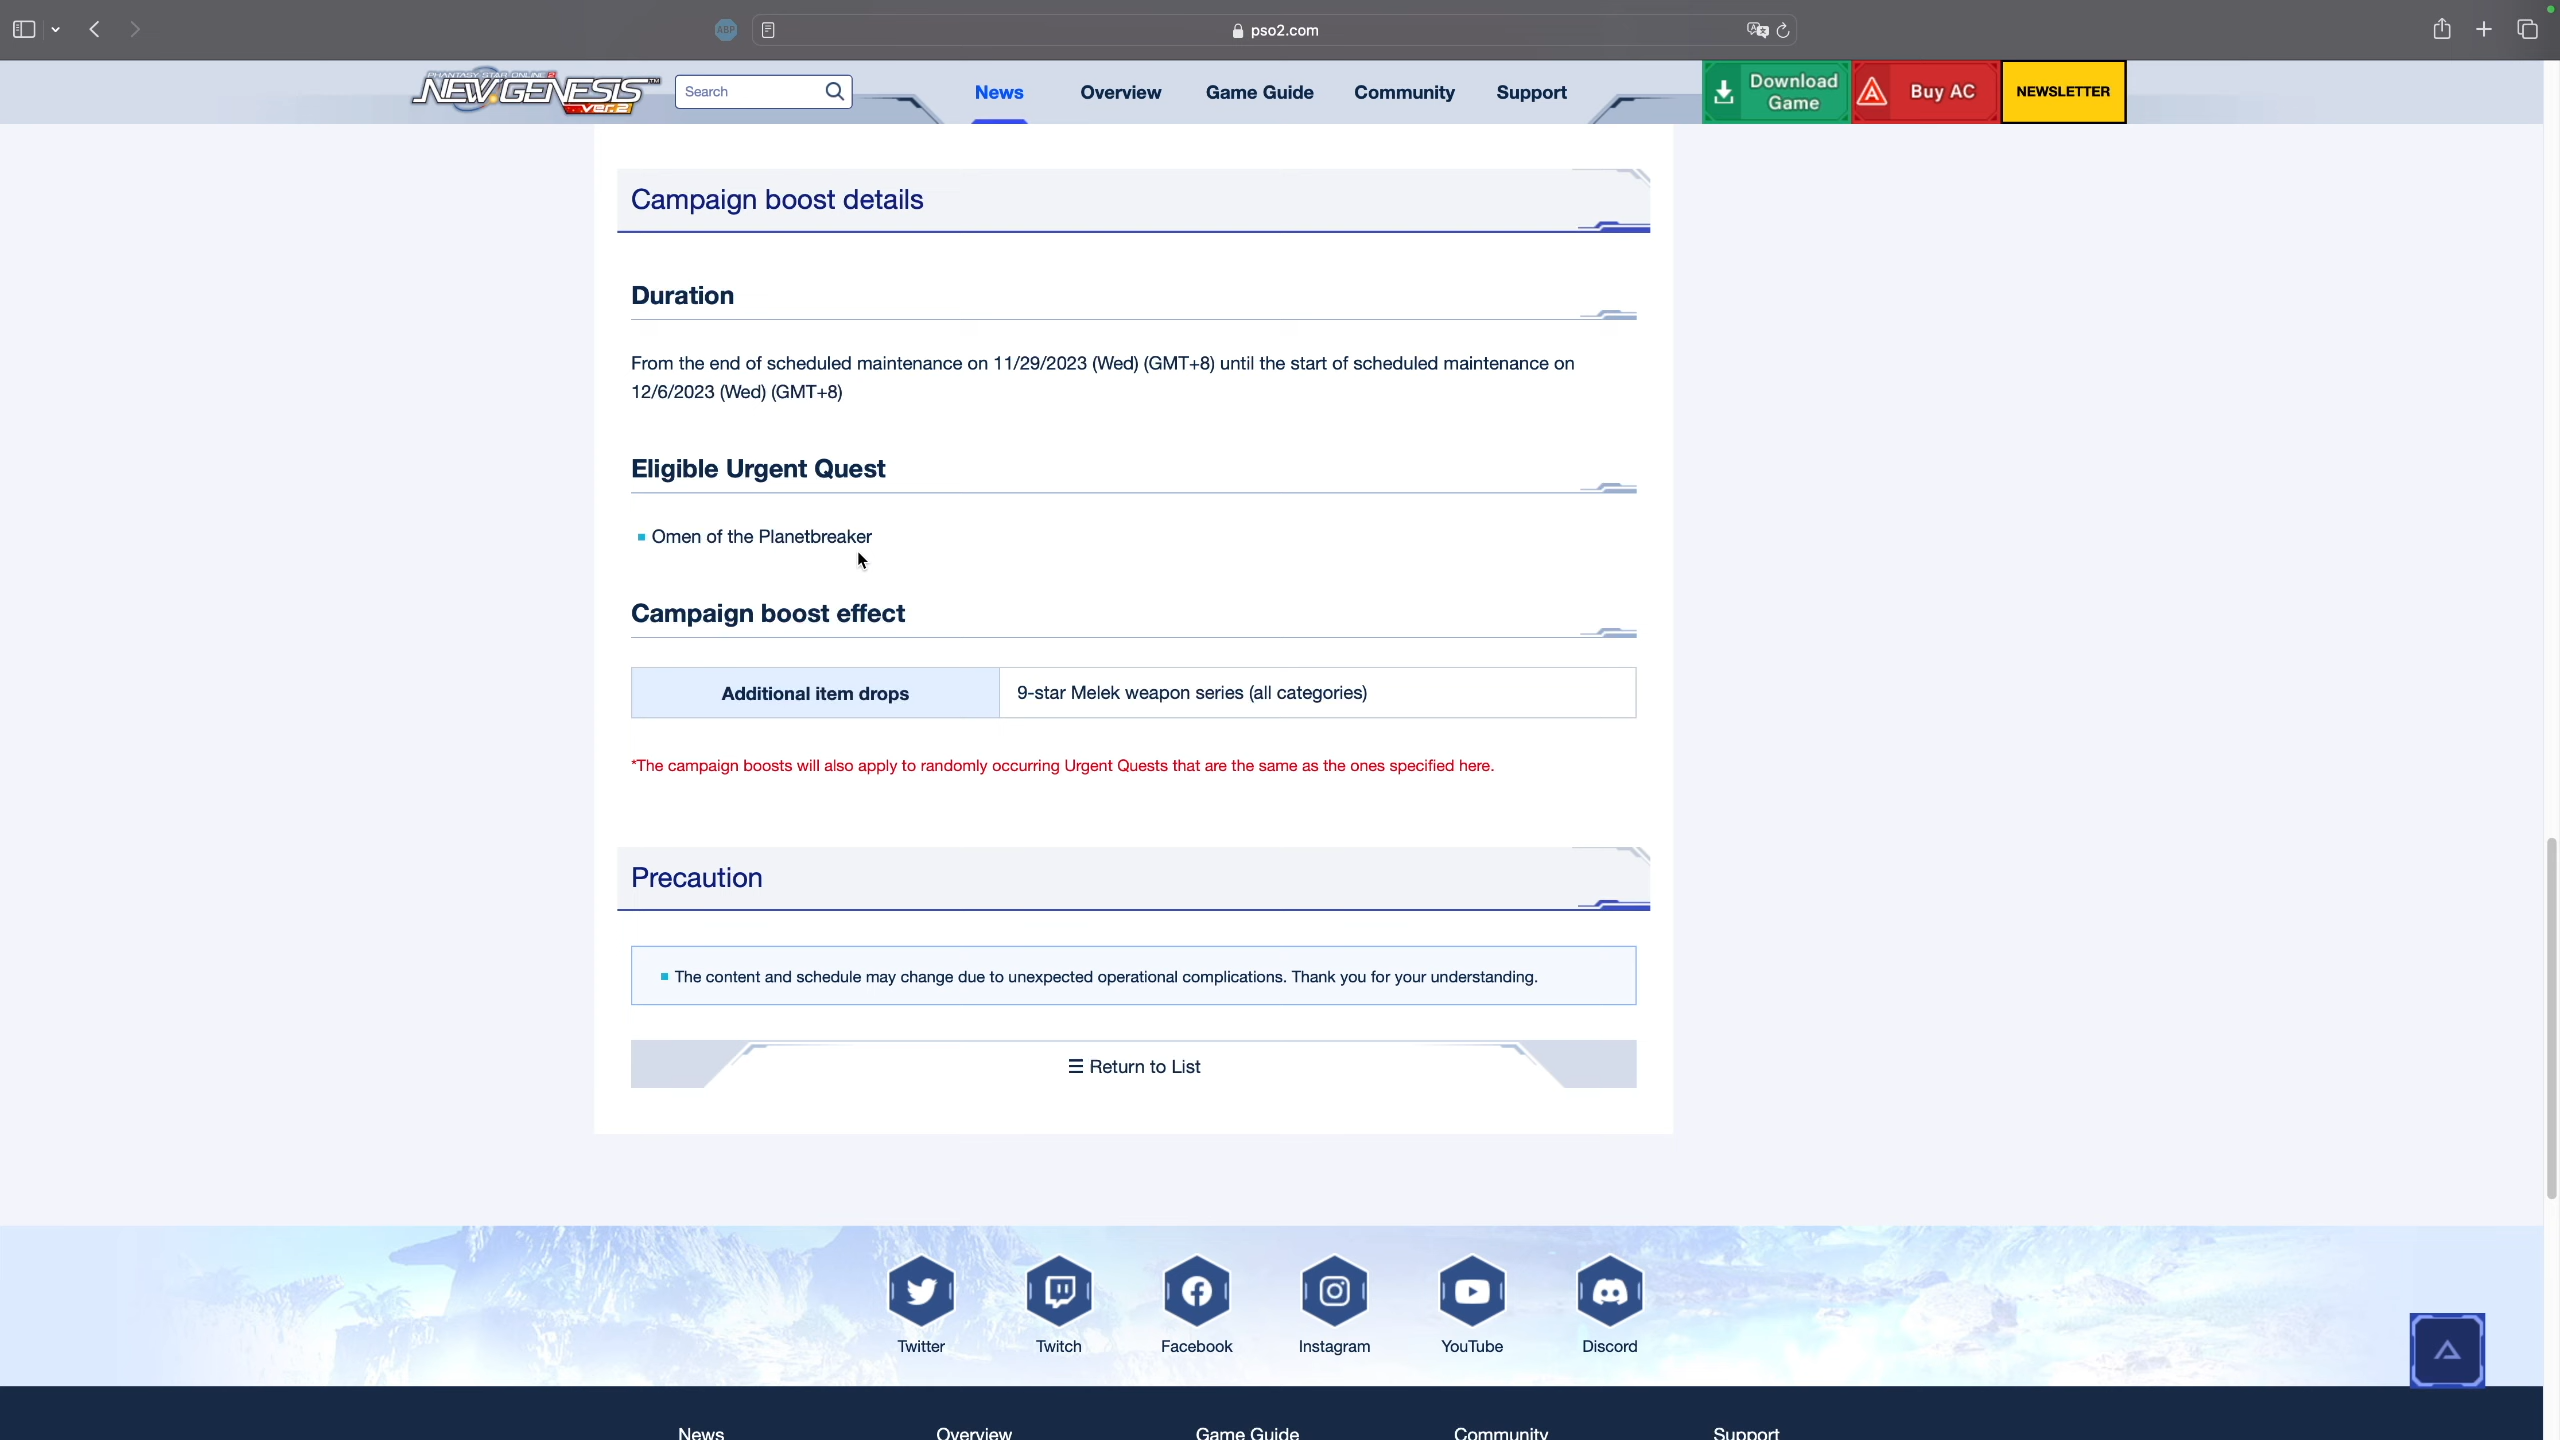 ABP
pso2.com
PHANTASY STAR ONLINE 2
NEW GENESIS™
ver.2
Search
News
Overview
Game Guide
Community
Support
Download
Game
Buy AC
NEWSLETTER
Campaign boost details
Duration
From the end of scheduled maintenance on 11/29/2023 (Wed) (GMT+8) until the start of scheduled maintenance on
12/6/2023 (Wed) (GMT+8)
Eligible Urgent Quest
Omen of the Planetbreaker
Campaign boost effect
Additional item drops
9-star Melek weapon series (all categories)
*The campaign boosts will also apply to randomly occurring Urgent Quests that are the same as the ones specified here.
Precaution
The content and schedule may change due to unexpected operational complications. Thank you for your understanding.
Return to List
Twitter
Twitch
Facebook
Instagram
YouTube
Discord
News
Overview
Game Guide
Community
Support